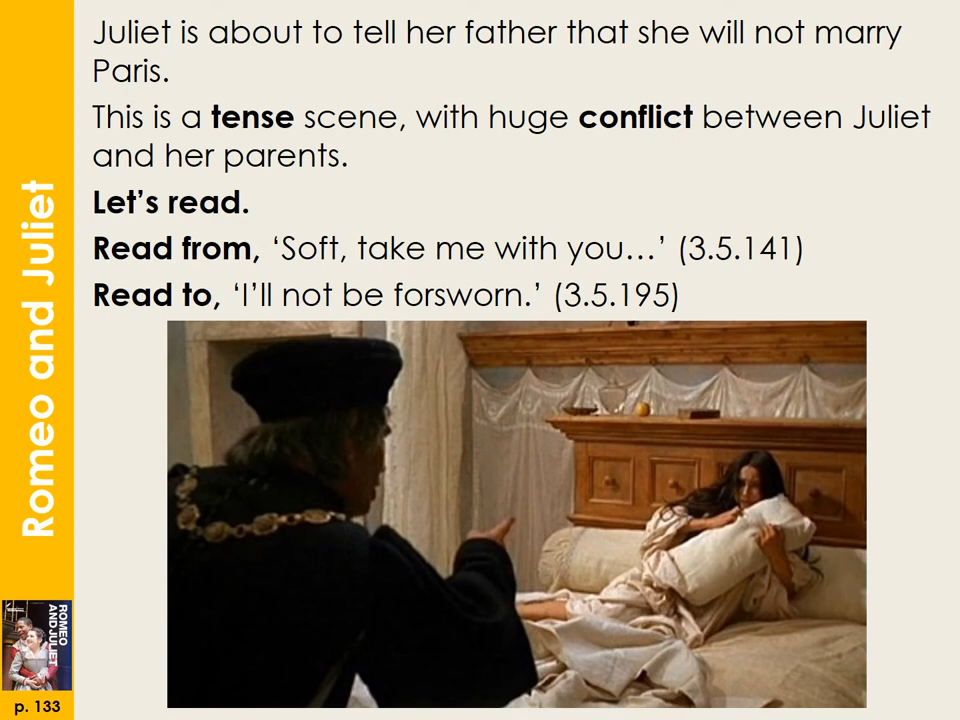 Juliet is about to tell her father that she will not marry
Paris.
This is a tense scene, with huge conflict between Juliet
and her parents.
Let’s read.
Read from, ‘Soft, take me with you…’ (3.5.141)
Read to, ‘I’ll not be forsworn.’ (3.5.195)
Romeo and Juliet
ROMEO
AND JULIET
p. 133